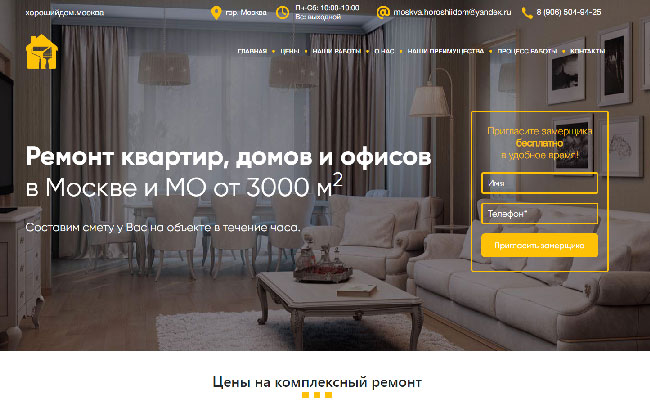 хорошийдом.москва
гор. Москва
Пн-Сб: 10:00-19:00
Вс: выходной
moskva.horoshiidom@yandex.ru
8 (906) 504-94-25
ГЛАВНАЯ • ЦЕНЫ • НАШИ РАБОТЫ • О НАС • НАШИ ПРЕИМУЩЕСТВА • ПРОЦЕСС РАБОТЫ • КОНТАКТЫ
Ремонт квартир, домов и офисов
в Москве и МО от 3000 м2
Составим смету у Вас на объекте в течение часа.
Пригласите замерщика
бесплатно
в удобное время!
Имя
Телефон*
Пригласить замерщика
Цены на комплексный ремонт